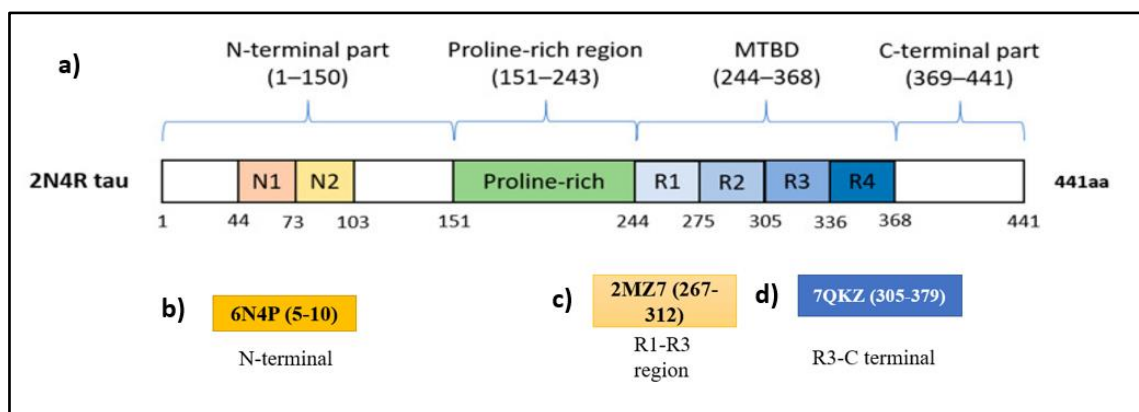 a)
N-terminal part
(1–150)
Proline-rich region
(151–243)
MTBD
(244–368)
C-terminal part
(369–441)
2N4R tau
N1
N2
Proline-rich
R1
R2
R3
R4
441aa
1
44
73
103
151
244
275
305
336
368
441
b)
6N4P (5-10)
N-terminal
c)
2MZ7 (267-
312)
R1-R3
region
d)
7QKZ (305-379)
R3-C terminal